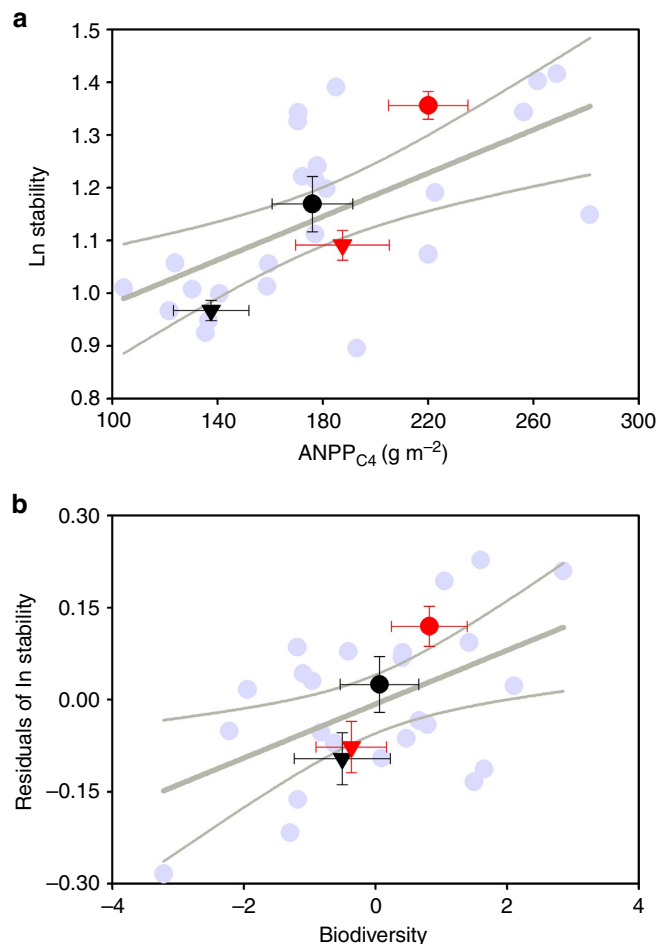 a
1.5
1.4
1.3
1.2
1.1
1.0
0.9
0.8
Ln stability
100 140 180 220 260 300
ANPP_C4 (g m⁻²)
b
0.30
0.15
0.00
−0.15
−0.30
Residuals of ln stability
−4 −2 0 2 4
Biodiversity